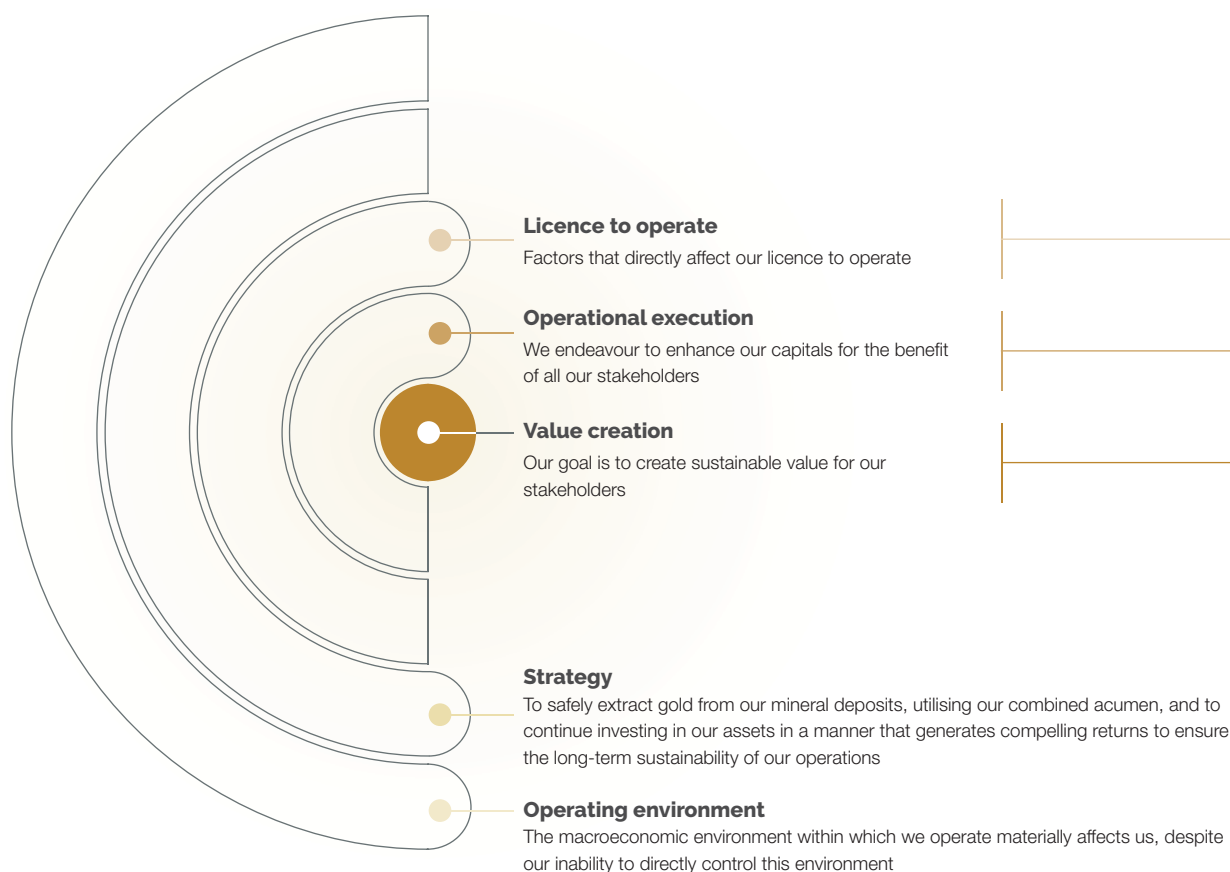 Licence to operate
Factors that directly affect our licence to operate
Operational execution
We endeavour to enhance our capitals for the benefit
of all our stakeholders
Value creation
Our goal is to create sustainable value for our
stakeholders
Strategy
To safely extract gold from our mineral deposits, utilising our combined acumen, and to
continue investing in our assets in a manner that generates compelling returns to ensure
the long-term sustainability of our operations
Operating environment
The macroeconomic environment within which we operate materially affects us, despite
our inability to directly control this environment